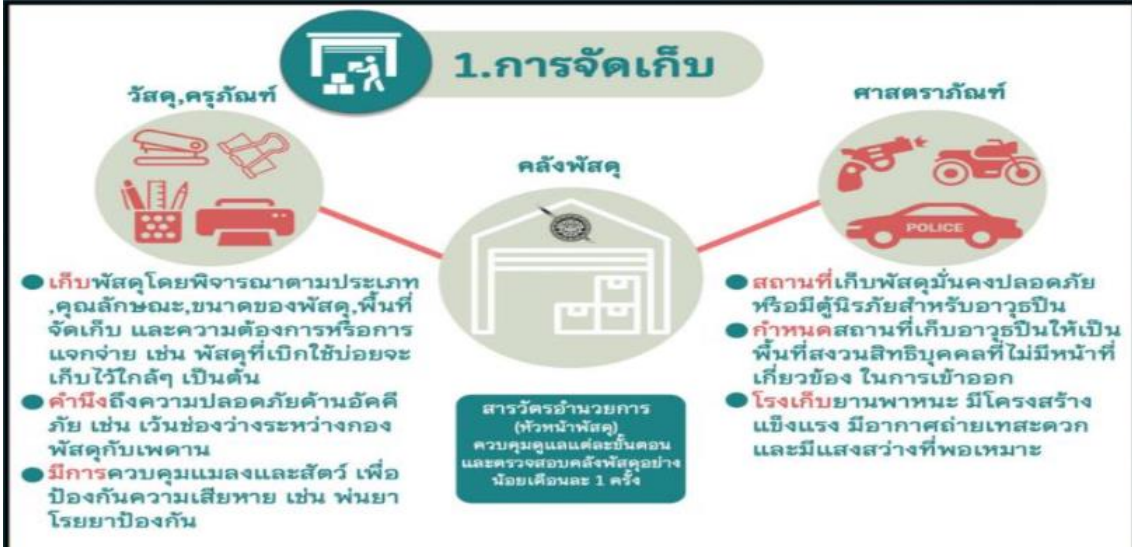 1.การจัดเก็บ
วัสดุ,ครุภัณฑ์
เก็บพัสดุโดยพิจารณาตามประเภท
,คุณลักษณะ,ขนาดของพัสดุ,พื้นที่
จัดเก็บ และความต้องการหรือการ
แจกจ่าย เช่น พัสดุที่เบิกใช้บ่อยจะ
เก็บไว้ใกล้ๆ เป็นต้น
คำนึงถึงความปลอดภัยด้านอัคคี
ภัย เช่น เว้นช่องว่างระหว่างกอง
พัสดุกับเพดาน
มีการควบคุมแมลงและสัตว์ เพื่อ
ป้องกันความเสียหาย เช่น พ่นยา
โรยยาป้องกัน
คลังพัสดุ
สารวัตรอำนวยการ
(หัวหน้าพัสดุ)
ควบคุมดูแลแต่ละขั้นตอน
และตรวจสอบคลังพัสดุอย่าง
น้อยเดือนละ 1 ครั้ง
ศาสตราภัณฑ์
POLICE
สถานที่เก็บพัสดุมั่นคงปลอดภัย
หรือมีตู้นิรภัยสำหรับอาวุธปืน
กำหนดสถานที่เก็บอาวุธปืนให้เป็น
พื้นที่สงวนสิทธิบุคคลที่ไม่มีหน้าที่
เกี่ยวข้อง ในการเข้าออก
โรงเก็บยานพาหนะ มีโครงสร้าง
แข็งแรง มีอากาศถ่ายเทสะดวก
และมีแสงสว่างที่พอเหมาะ